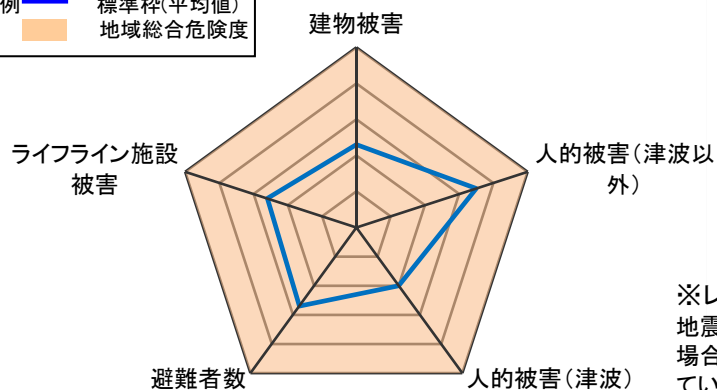 例 標準枠(平均値)
地域総合危険度
建物被害
ライフライン施設
被害
人的被害(津波以
外)
避難者数
人的被害(津波)
※レ
地震
場合
てい